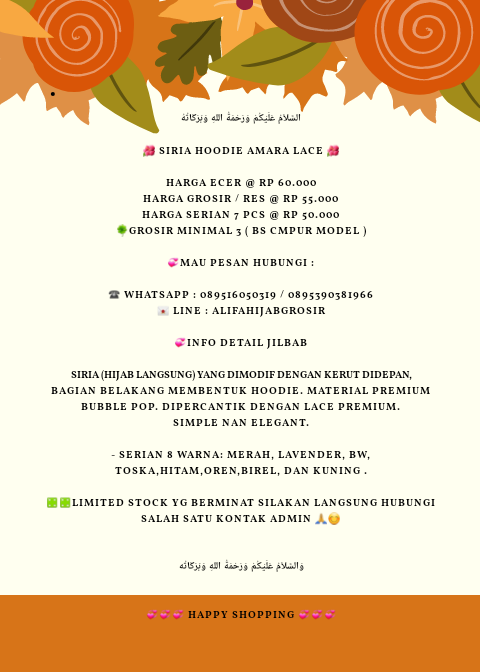 السَّلاَمُ عَلَيْكُمْ وَرَحْمَةُ اللهِ وَبَرَكَاتُهُ
🌺 SIRIA HOODIE AMARA LACE 🌺
HARGA ECER @ RP 60.000
HARGA GROSIR / RES @ RP 55.000
HARGA SERIAN 7 PCS @ RP 50.000
🌳GROSIR MINIMAL 3 ( BS CMPUR MODEL )
💞MAU PESAN HUBUNGI :
☎ WHATSAPP : 089516050319 / 0895390381966
💌 LINE : ALIFAHIJABGROSIR
💞INFO DETAIL JILBAB
SIRIA (HIJAB LANGSUNG) YANG DIMODIF DENGAN KERUT DIDEPAN,
BAGIAN BELAKANG MEMBENTUK HOODIE. MATERIAL PREMIUM
BUBBLE POP. DIPERCANTIK DENGAN LACE PREMIUM.
SIMPLE NAN ELEGANT.
- SERIAN 8 WARNA: MERAH, LAVENDER, BW,
TOSKA,HITAM,OREN,BIREL, DAN KUNING .
🍀🍀LIMITED STOCK YG BERMINAT SILAKAN LANGSUNG HUBUNGI
SALAH SATU KONTAK ADMIN 🙏👳
وَالسَّلاَمُ عَلَيْكُمْ وَرَحْمَةُ اللهِ وَبَرَكَاتُهُ
💞💞💞 HAPPY SHOPPING 💞💞💞